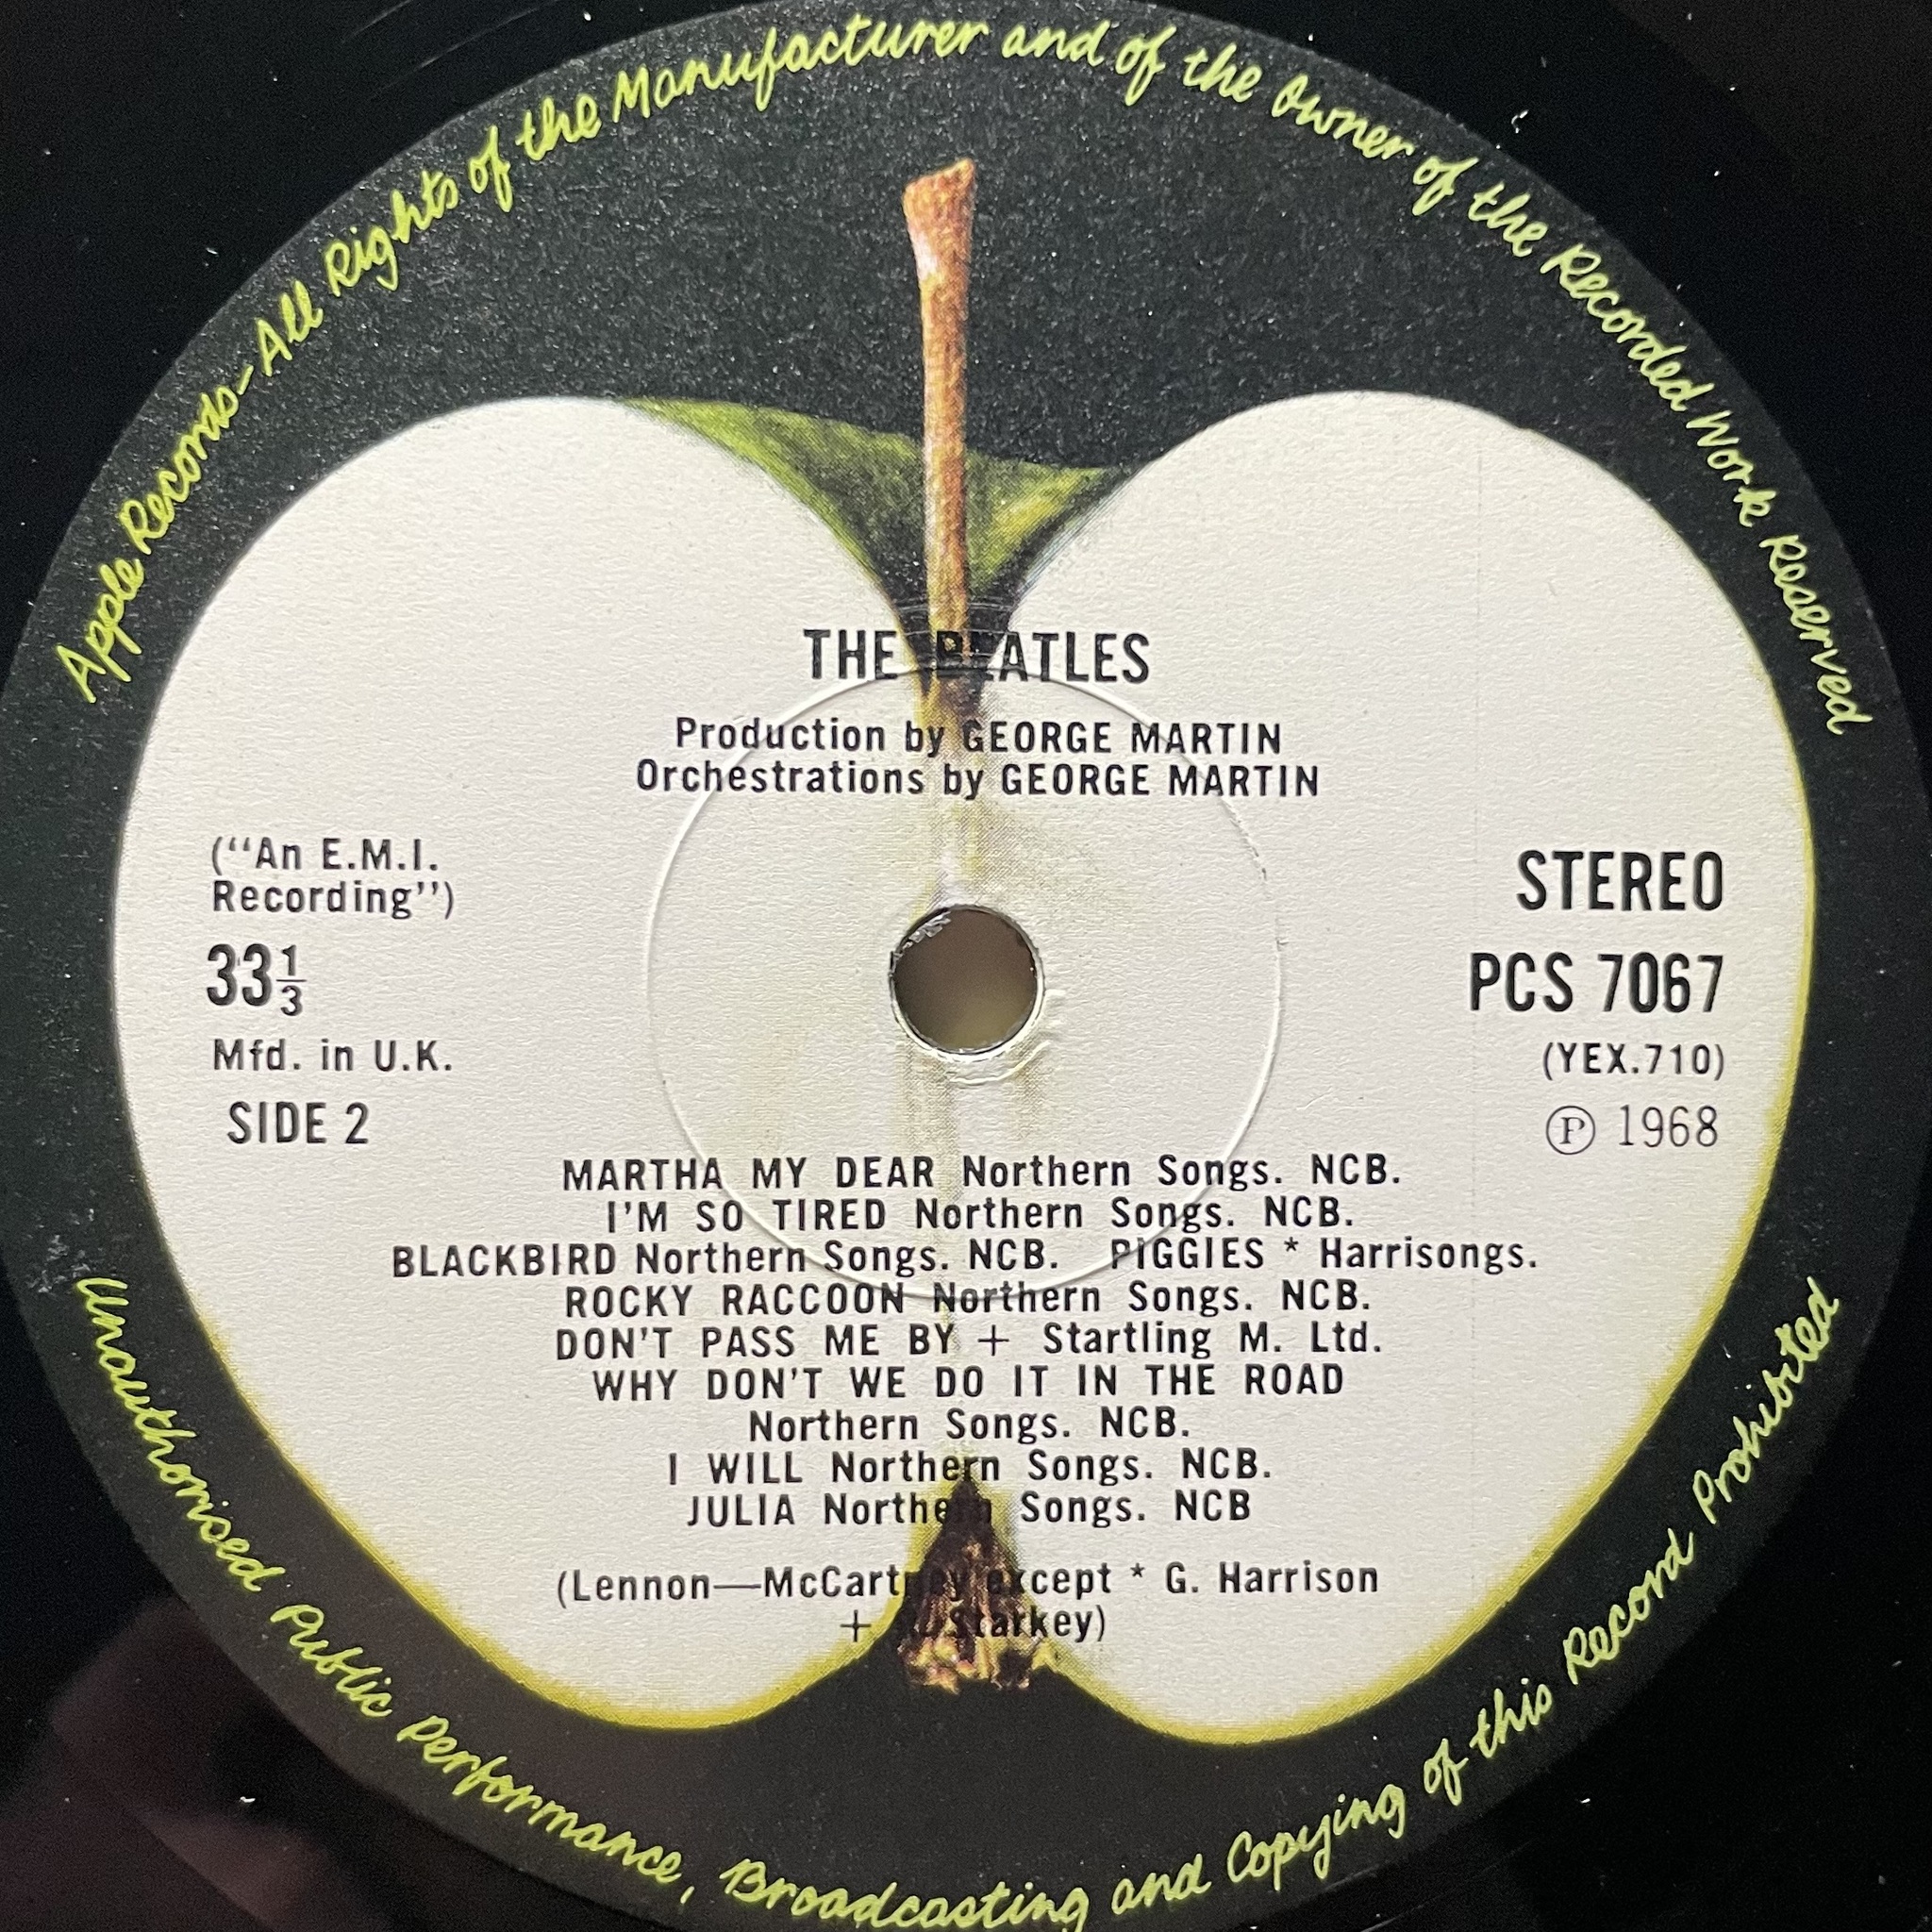 Apple Records-All Rights of the Manufacturer and of the Owner of the Recorded Work Reserved
THE BEATLES
Production by GEORGE MARTIN
Orchestrations by GEORGE MARTIN
(“An E.M.I.
Recording”)
33 1/3
Mfd. in U.K.
SIDE 2
STEREO
PCS 7067
(YEX.710)
Ⓟ 1968
MARTHA MY DEAR Northern Songs. NCB.
I'M SO TIRED Northern Songs. NCB.
BLACKBIRD Northern Songs. NCB. PIGGIES * Harrisongs.
ROCKY RACCOON Northern Songs. NCB.
DON'T PASS ME BY + Startling M. Ltd.
WHY DON'T WE DO IT IN THE ROAD
Northern Songs. NCB.
I WILL Northern Songs. NCB.
JULIA Northern Songs. NCB
(Lennon—McCartney except * G. Harrison
+ R. Starkey)
Unauthorised Public Performance, Broadcasting and Copying of this Record Prohibited